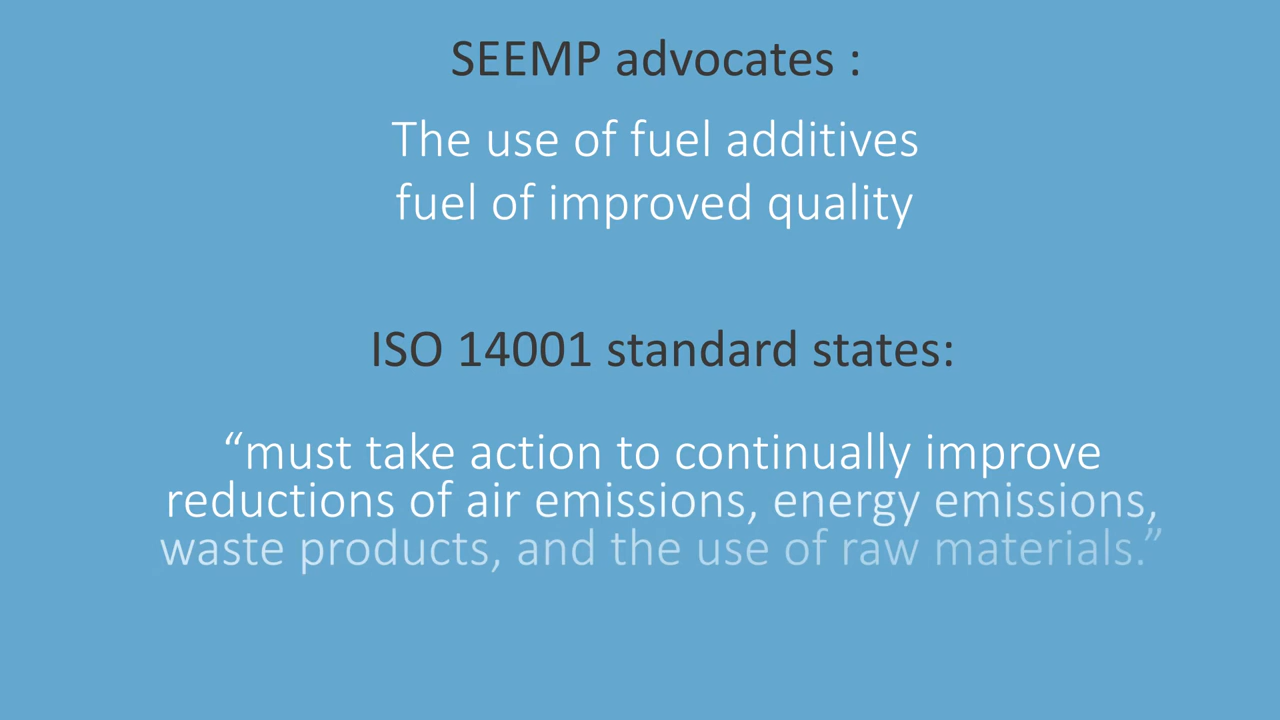 SEEMP advocates :
The use of fuel additives
fuel of improved quality
ISO 14001 standard states:
“must take action to continually improve
reductions of air emissions, energy emissions,
waste products, and the use of raw materials.”